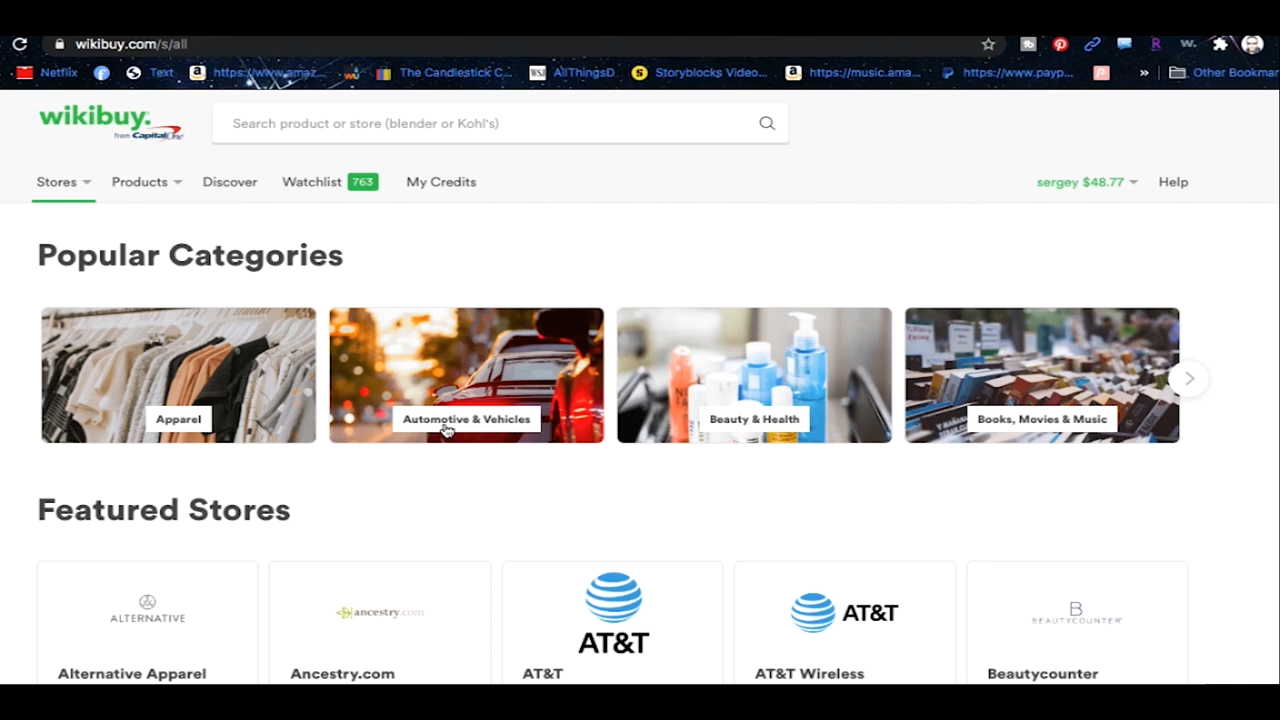 wikibuy.com/s/all
Netflix
Text
https://www.amaz...
The Candlestick C...
WSJ
AllThingsD
Storyblocks Video...
https://music.ama...
https://www.payp...
»
Other Bookmar
wikibuy.
from Capital One
Search product or store (blender or Kohl's)
Stores
Products
Discover
Watchlist 763
My Credits
sergey $48.77
Help
Popular Categories
Apparel
Automotive & Vehicles
Beauty & Health
Books, Movies & Music
Featured Stores
ALTERNATIVE
ancestry.com
AT&T
AT&T
BEAUTYCOUNTER
Alternative Apparel
Ancestry.com
AT&T
AT&T Wireless
Beautycounter